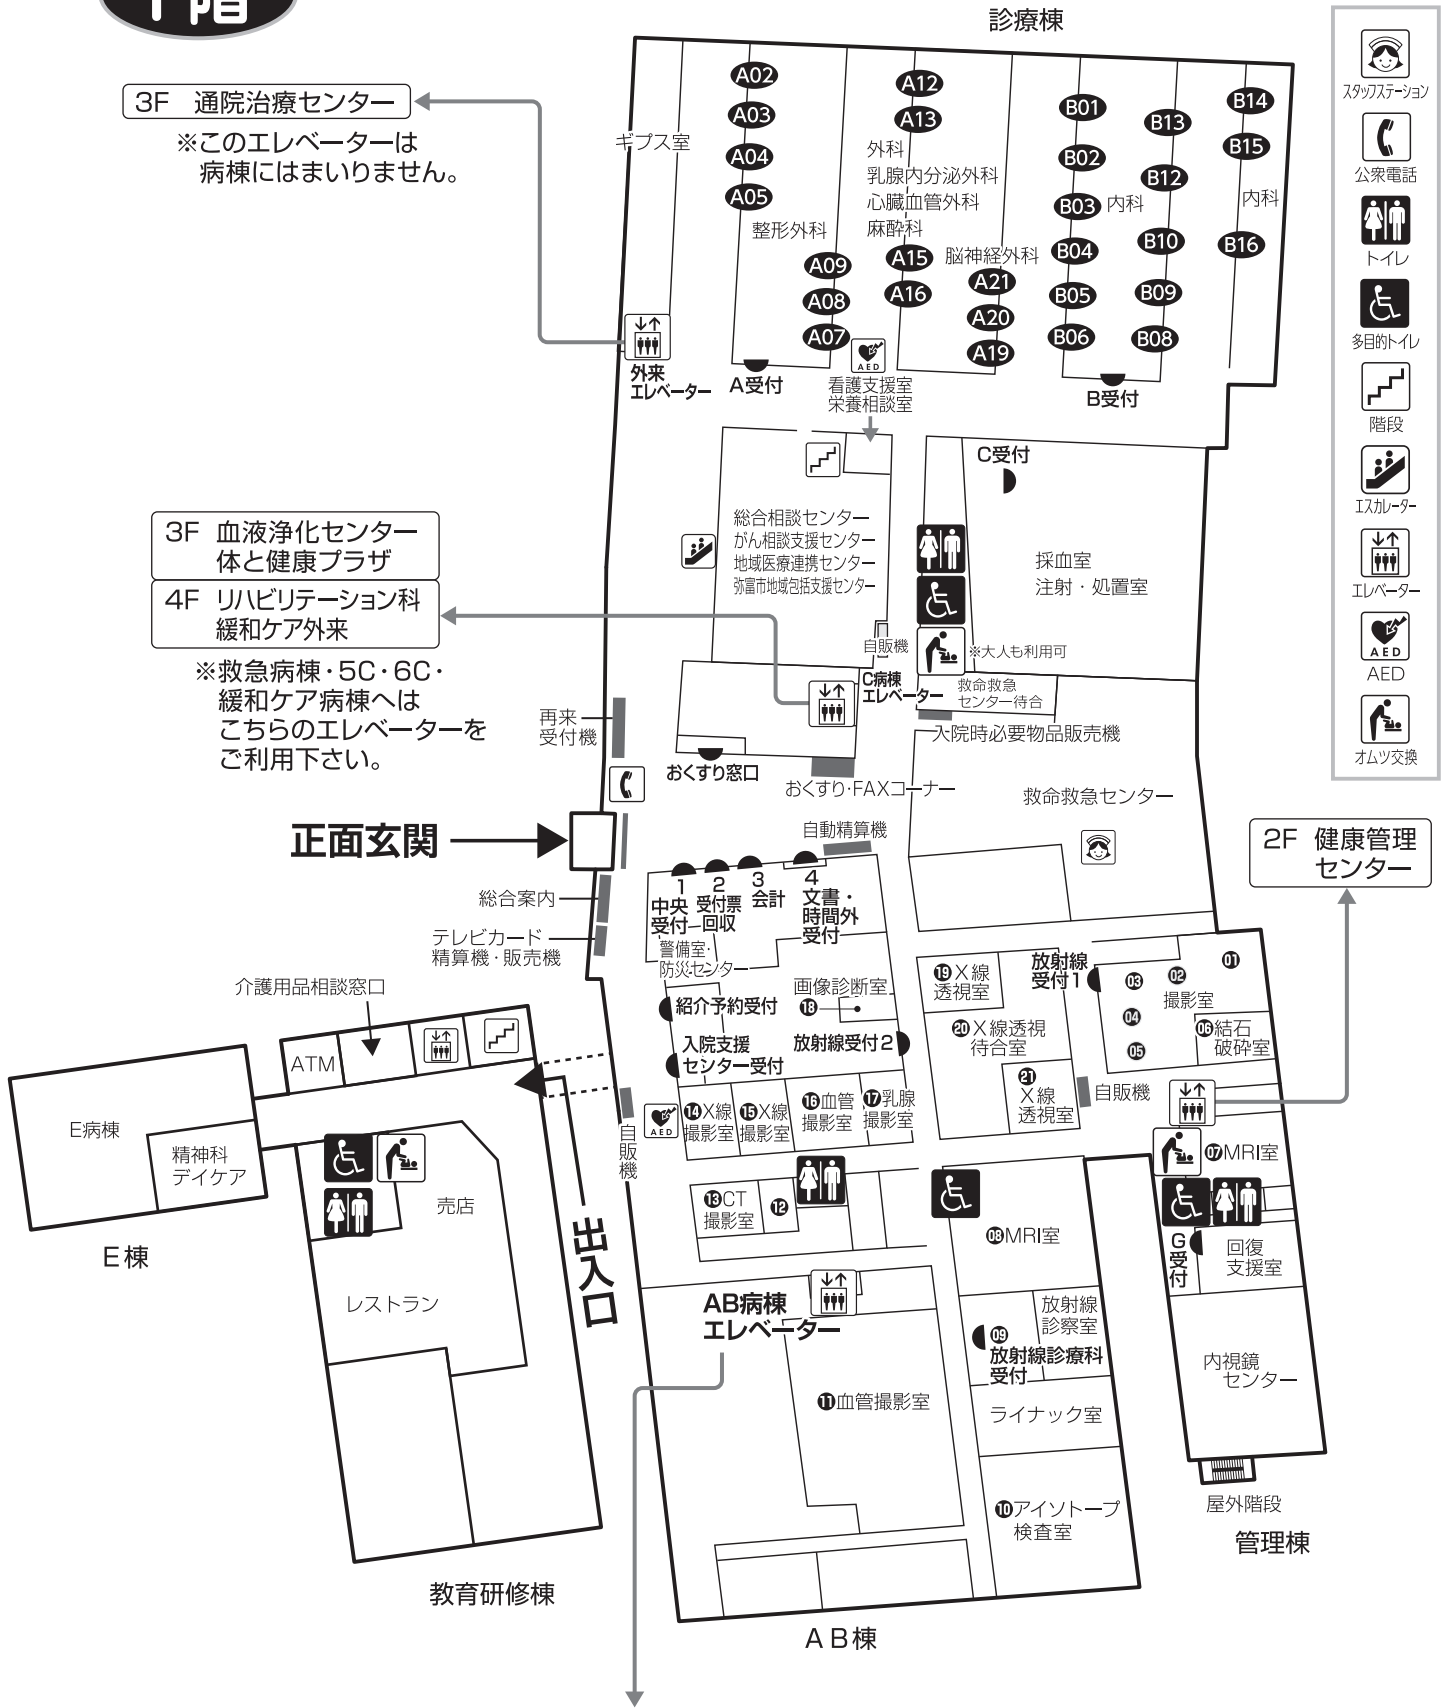 1階
診療棟
3F 通院治療センター
※このエレベーターは
病棟にはまいりません。
ギプス室
A02
A03
A04
A05
整形外科
A09
A08
A07
A12
A13
外科
乳腺内分泌外科
心臓血管外科
麻酔科
A15
A16
脳神経外科
A21
A20
A19
B01
B02
B03
内科
B04
B05
B06
B13
B12
B10
B09
B08
B14
B15
内科
B16
外来
エレベーター
A受付
AED
看護支援室
栄養相談室
B受付
C受付
スタッフステーション
公衆電話
トイレ
多目的トイレ
階段
エスカレーター
エレベーター
AED
AED
オムツ交換
3F 血液浄化センター
体と健康プラザ
4F リハビリテーション科
緩和ケア外来
※救急病棟・5C・6C・
緩和ケア病棟へは
こちらのエレベーターを
ご利用下さい。
総合相談センター
がん相談支援センター
地域医療連携センター
弥富市地域包括支援センター
採血室
注射・処置室
自販機
※大人も利用可
C病棟
エレベーター
救命救急
センター待合
入院時必要物品販売機
再来
受付機
おくすり窓口
おくすり・FAXコーナー
救命救急センター
正面玄関
自動精算機
2F 健康管理
センター
総合案内
テレビカード
精算機・販売機
1
中央
受付
2
受付票
回収
3
会計
4
文書・
時間外
受付
警備室・
防災センター
紹介予約受付
画像診断室
⑱
入院支援
センター受付
放射線受付2
⑲X線
透視室
放射線
受付1
⑳X線透視
待合室
㉑
X線
透視室
01
02
撮影室
03
04
05
06結石
破砕室
自販機
介護用品相談窓口
ATM
E病棟
精神科
デイケア
E棟
売店
レストラン
出入口
自販機
AED
⑭X線
撮影室
⑮X線
撮影室
⑯血管
撮影室
⑰乳腺
撮影室
⑬CT
撮影室
⑫
07MRI室
08MRI室
G
受付
回復
支援室
AB病棟
エレベーター
放射線
診察室
09
放射線診療科
受付
内視鏡
センター
⑪血管撮影室
ライナック室
⑩アイソトープ
検査室
屋外階段
管理棟
教育研修棟
AB棟